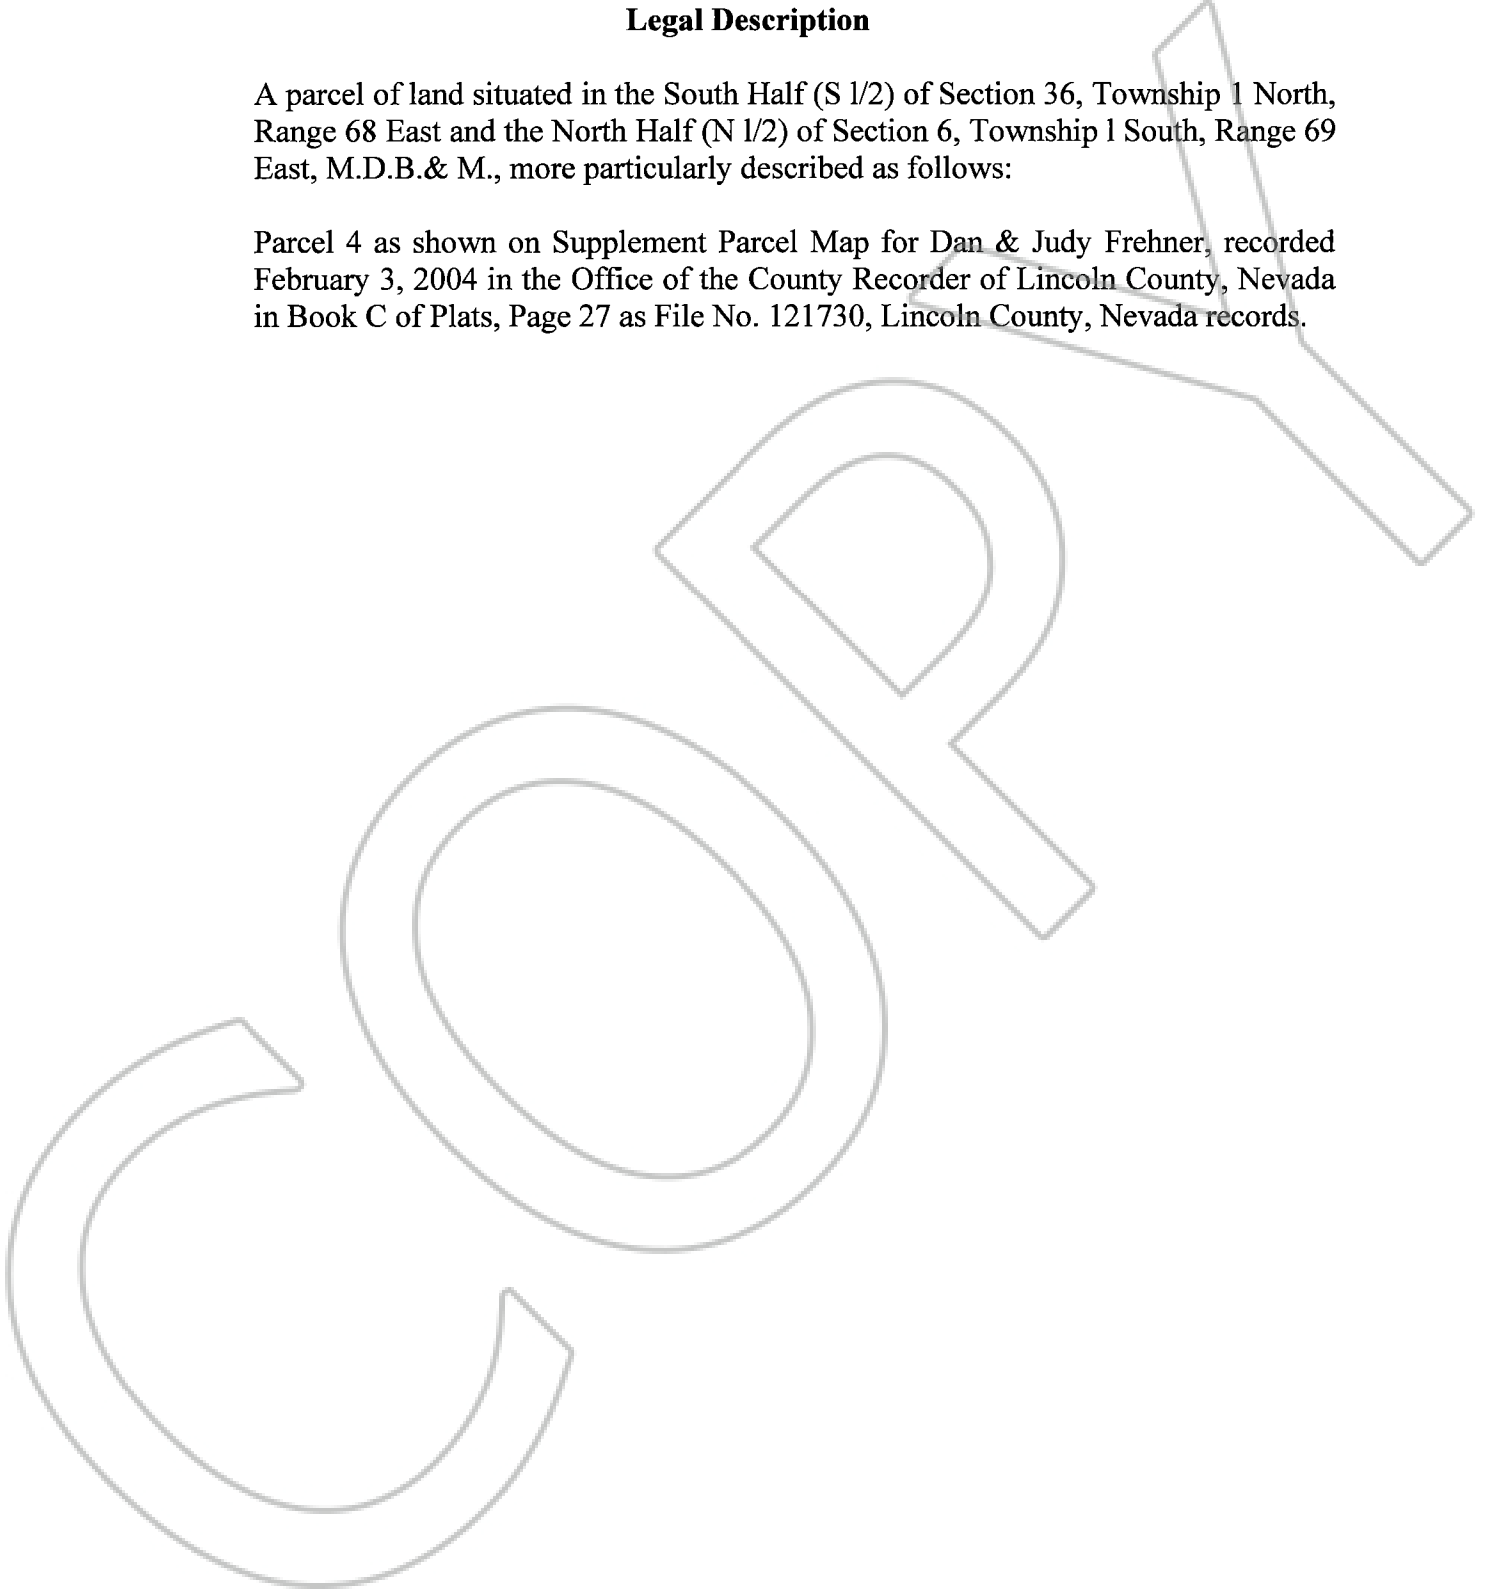 Legal Description
A parcel of land situated in the South Half (S 1/2) of Section 36, Township 1 North,
Range 68 East and the North Half (N 1/2) of Section 6, Township 1 South, Range 69
East, M.D.B.& M., more particularly described as follows:
Parcel 4 as shown on Supplement Parcel Map for Dan & Judy Frehner, recorded
February 3, 2004 in the Office of the County Recorder of Lincoln County, Nevada
in Book C of Plats, Page 27 as File No. 121730, Lincoln County, Nevada records.
COPY